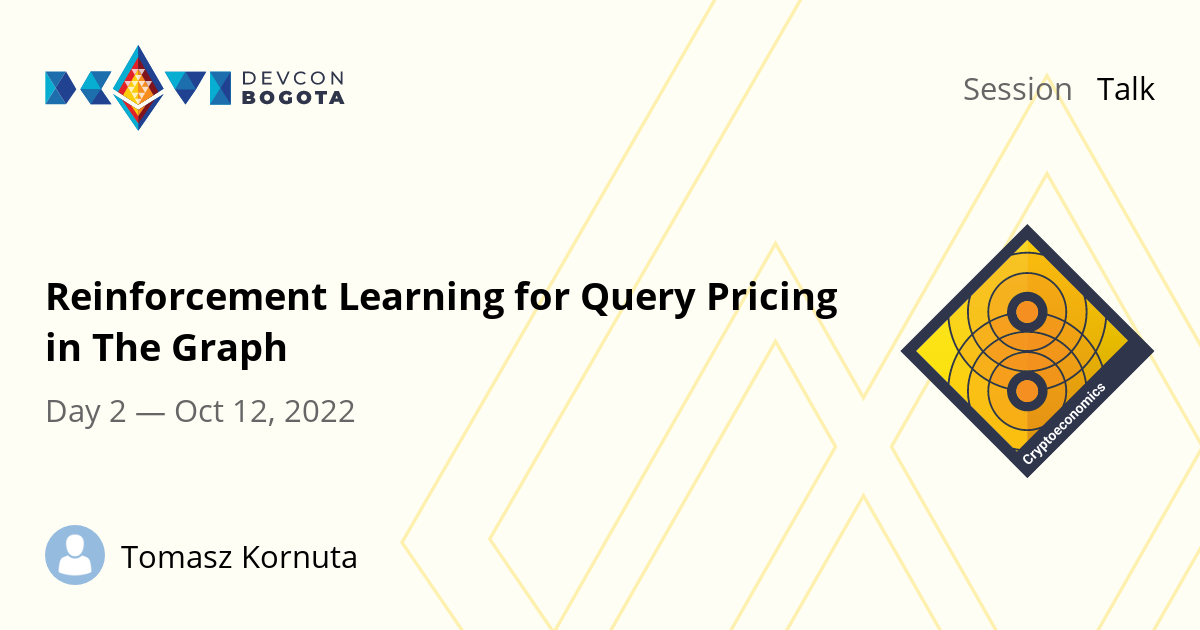 DEVCON
BOGOTA
Session Talk
Reinforcement Learning for Query Pricing
in The Graph
Day 2 — Oct 12, 2022
Cryptoeconomics
Tomasz Kornuta